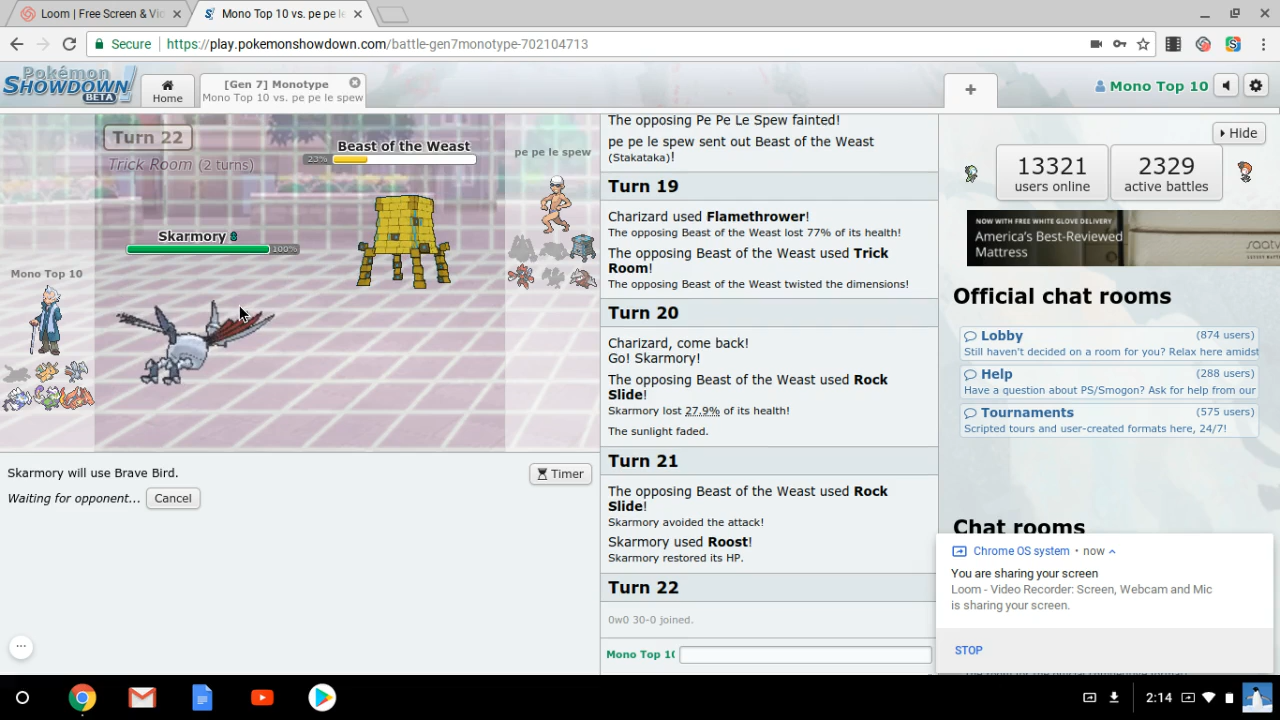 Loom | Free Screen & Vi
Mono Top 10 vs. pe pe le
Secure
https://play.pokemonshowdown.com/battle-gen7monotype-702104713
Pokémon
SHOWDOWN!
BETA
Home
[Gen 7] Monotype
Mono Top 10 vs. pe pe le spew
+
Mono Top 10
Turn 22
Trick Room (2 turns)
Beast of the Weast
23%
pe pe le spew
Skarmory
100%
Mono Top 10
Skarmory will use Brave Bird.
Waiting for opponent...
Cancel
Timer
The opposing Pe Pe Le Spew fainted!
pe pe le spew sent out Beast of the Weast
(Stakataka)!
Turn 19
Charizard used Flamethrower!
The opposing Beast of the Weast lost 77% of its health!
The opposing Beast of the Weast used Trick
Room!
The opposing Beast of the Weast twisted the dimensions!
Turn 20
Charizard, come back!
Go! Skarmory!
The opposing Beast of the Weast used Rock
Slide!
Skarmory lost 27.9% of its health!
The sunlight faded.
Turn 21
The opposing Beast of the Weast used Rock
Slide!
Skarmory avoided the attack!
Skarmory used Roost!
Skarmory restored its HP.
Turn 22
0w0 30-0 joined.
Mono Top 10
Hide
13321
users online
2329
active battles
NOW WITH FREE WHITE GLOVE DELIVERY
America's Best-Reviewed
Mattress
saatv
Official chat rooms
Lobby (874 users)
Still haven't decided on a room for you? Relax here amidst
Help (288 users)
Have a question about PS/Smogon? Ask for help from our
Tournaments (575 users)
Scripted tours and user-created formats here, 24/7!
Chat rooms
Chrome OS system • now
You are sharing your screen
Loom - Video Recorder: Screen, Webcam and Mic
is sharing your screen.
STOP
2:14